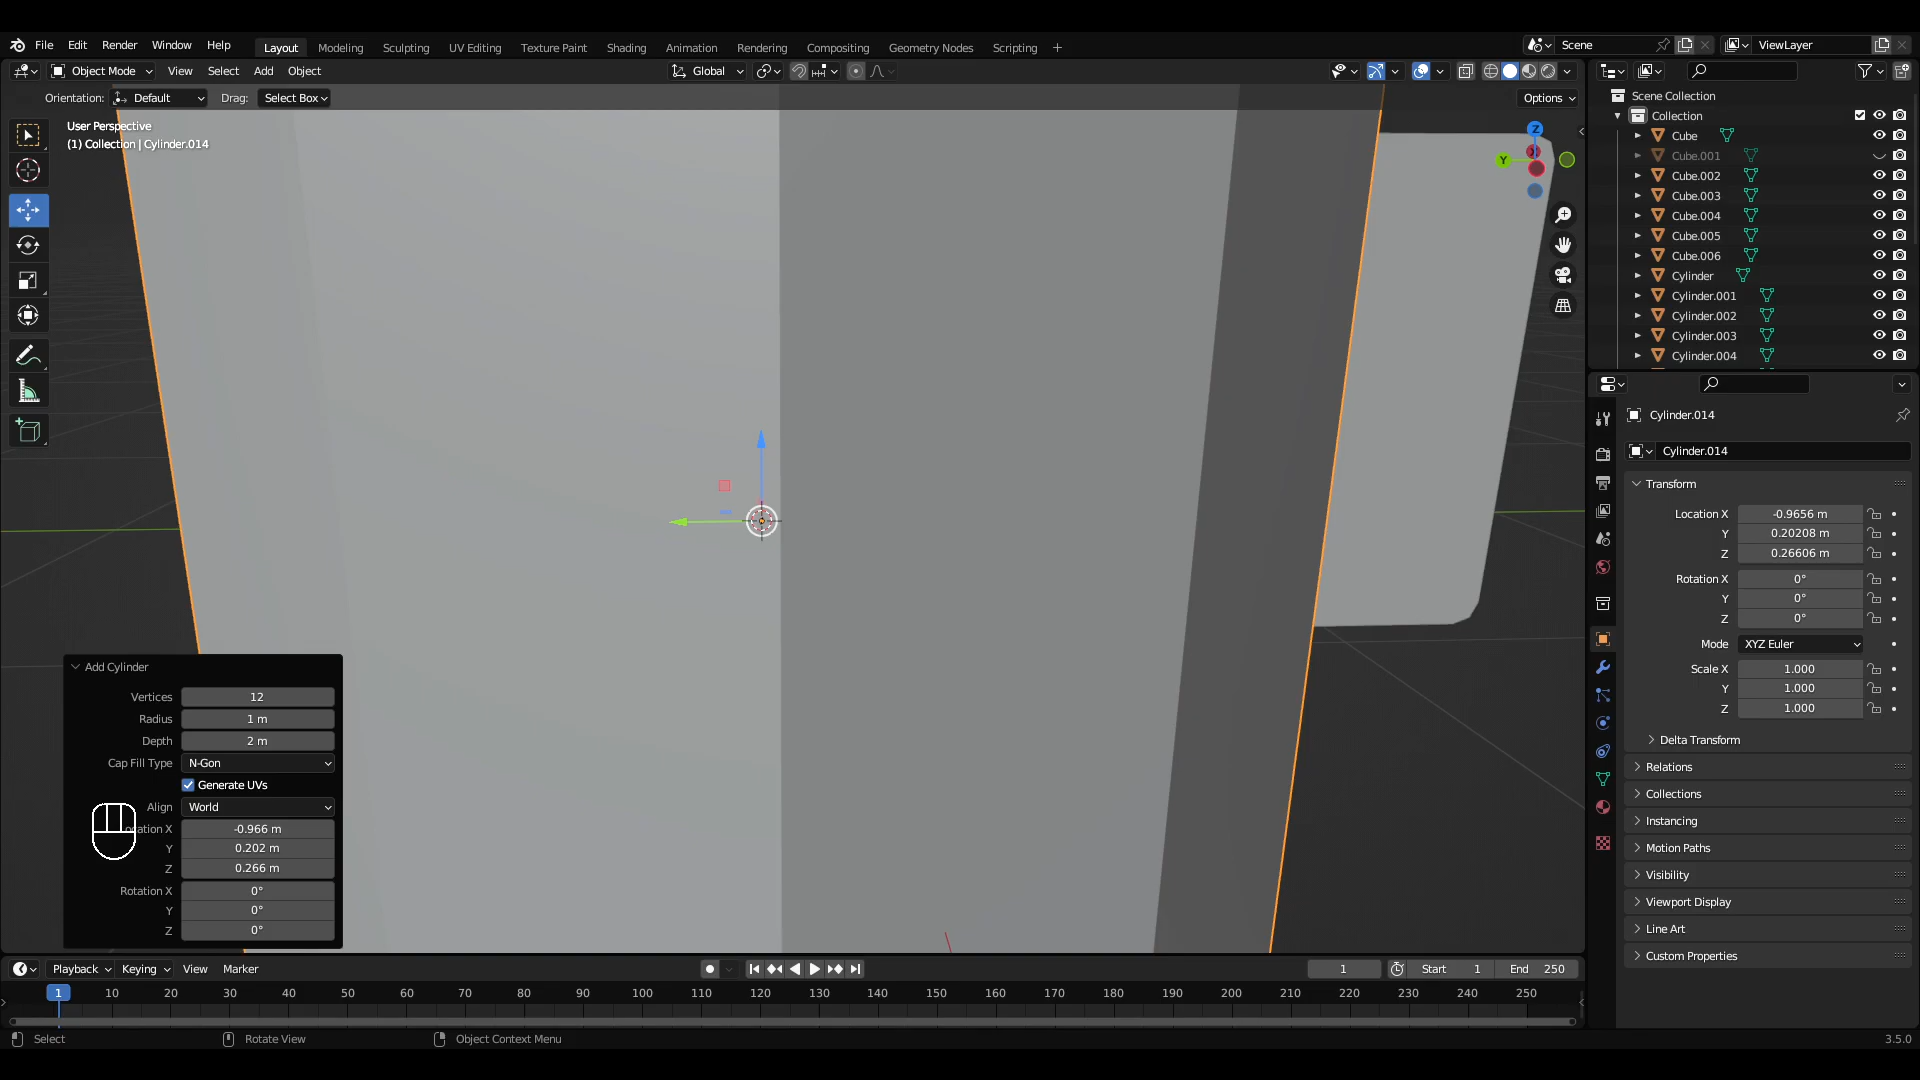 File Edit Render Window Help Layout Modeling Sculpting UV Editing Texture Paint Shading Animation Rendering Compositing Geometry Nodes Scripting + Scene ViewLayer
Object Mode View Select Add Object Global
Orientation: Default Drag: Select Box Options
User Perspective
(1) Collection | Cylinder.014
Z
Y
X
Scene Collection
Collection
Cube
Cube.001
Cube.002
Cube.003
Cube.004
Cube.005
Cube.006
Cylinder
Cylinder.001
Cylinder.002
Cylinder.003
Cylinder.004
Cylinder.014
Cylinder.014
Transform
Location X -0.9656 m
Y 0.20208 m
Z 0.26606 m
Rotation X 0°
Y 0°
Z 0°
Mode XYZ Euler
Scale X 1.000
Y 1.000
Z 1.000
Delta Transform
Relations
Collections
Instancing
Motion Paths
Visibility
Viewport Display
Line Art
Custom Properties
Add Cylinder
Vertices 12
Radius 1 m
Depth 2 m
Cap Fill Type N-Gon
Generate UVs
Align World
ocation X -0.966 m
Y 0.202 m
Z 0.266 m
Rotation X 0°
Y 0°
Z 0°
Playback Keying View Marker 1 Start 1 End 250
1 10 20 30 40 50 60 70 80 90 100 110 120 130 140 150 160 170 180 190 200 210 220 230 240 250
Select Rotate View Object Context Menu 3.5.0